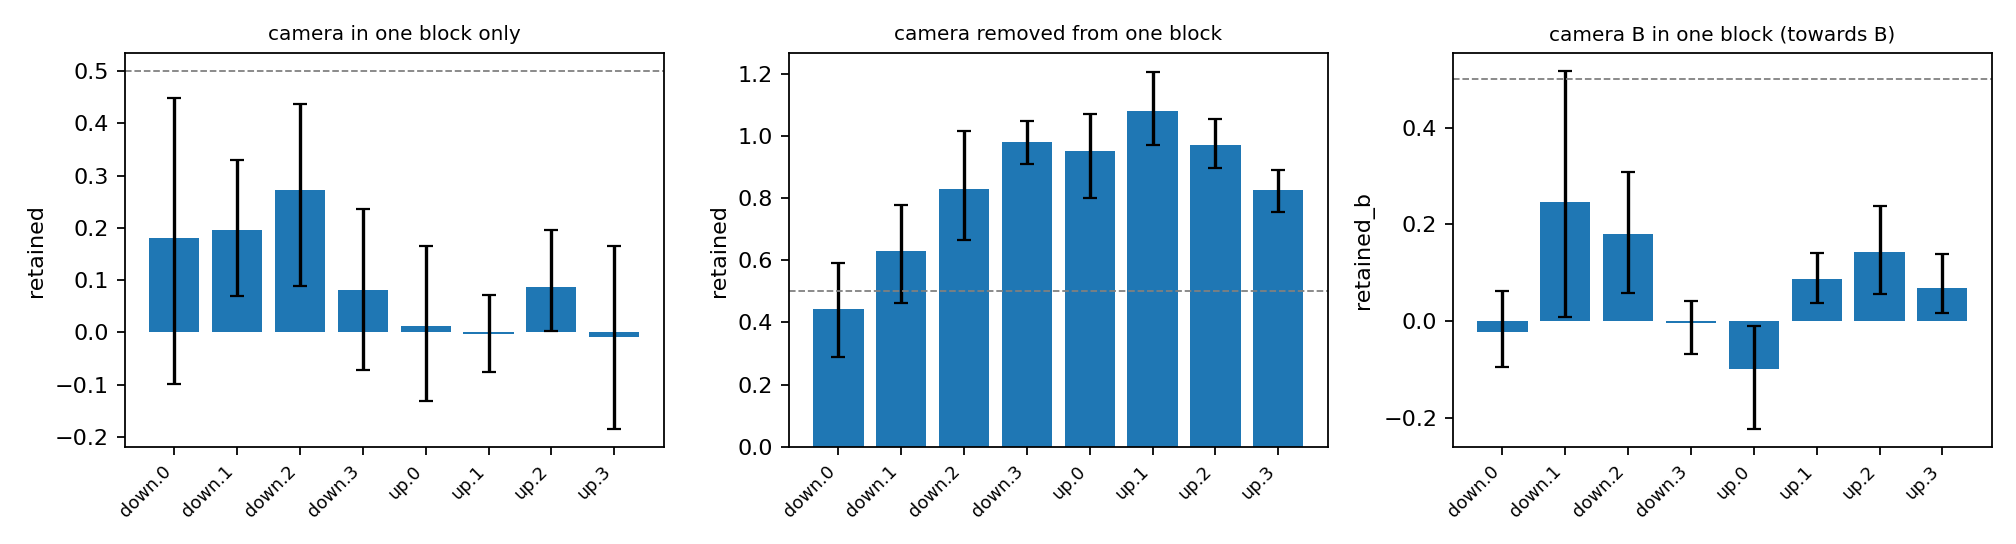 camera in one block only
retained
0.5
0.4
0.3
0.2
0.1
0.0
−0.1
−0.2
down.0
down.1
down.2
down.3
up.0
up.1
up.2
up.3
camera removed from one block
retained
1.2
1.0
0.8
0.6
0.4
0.2
0.0
down.0
down.1
down.2
down.3
up.0
up.1
up.2
up.3
camera B in one block (towards B)
retained_b
0.4
0.2
0.0
−0.2
down.0
down.1
down.2
down.3
up.0
up.1
up.2
up.3